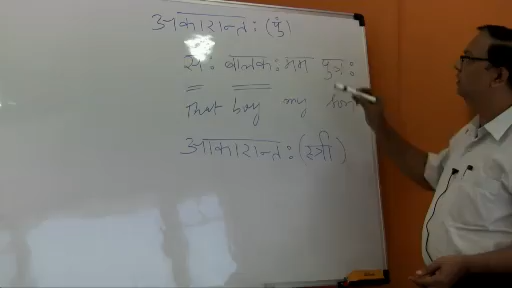 अकारान्तः (पुं)
सः बालकः मम पुत्रः
That boy my son
आकारान्तः (स्त्री)